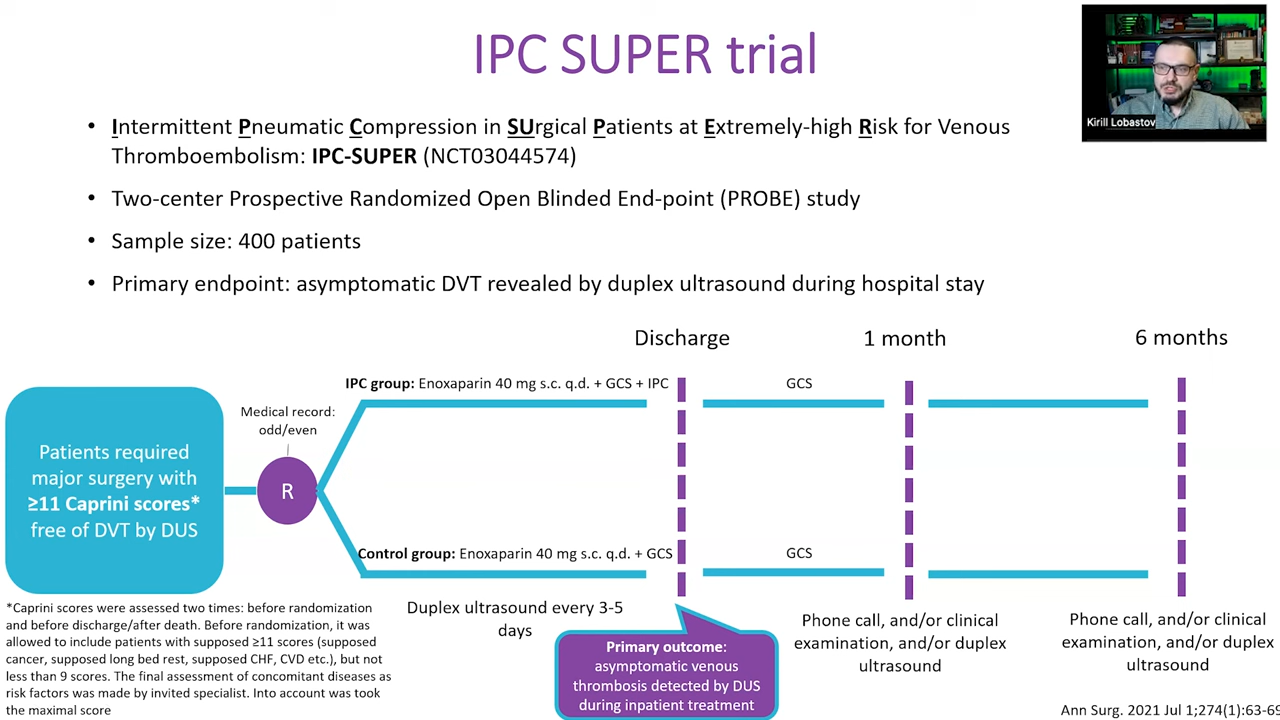 IPC SUPER trial
Kirill Lobastov
• Intermittent Pneumatic Compression in SUrgical Patients at Extremely-high Risk for Venous
Thromboembolism: IPC-SUPER (NCT03044574)
• Two-center Prospective Randomized Open Blinded End-point (PROBE) study
• Sample size: 400 patients
• Primary endpoint: asymptomatic DVT revealed by duplex ultrasound during hospital stay
Discharge
1 month
6 months
IPC group: Enoxaparin 40 mg s.c. q.d. + GCS + IPC
GCS
Medical record:
odd/even
Patients required
major surgery with
≥11 Caprini scores*
free of DVT by DUS
R
Control group: Enoxaparin 40 mg s.c. q.d. + GCS
GCS
*Caprini scores were assessed two times: before randomization
and before discharge/after death. Before randomization, it was
allowed to include patients with supposed ≥11 scores (supposed
cancer, supposed long bed rest, supposed CHF, CVD etc.), but not
less than 9 scores. The final assessment of concomitant diseases as
risk factors was made by invited specialist. Into account was took
the maximal score
Duplex ultrasound every 3-5
days
Primary outcome:
asymptomatic venous
thrombosis detected by DUS
during inpatient treatment
Phone call, and/or clinical
examination, and/or duplex
ultrasound
Phone call, and/or clinical
examination, and/or duplex
ultrasound
Ann Surg. 2021 Jul 1;274(1):63-69